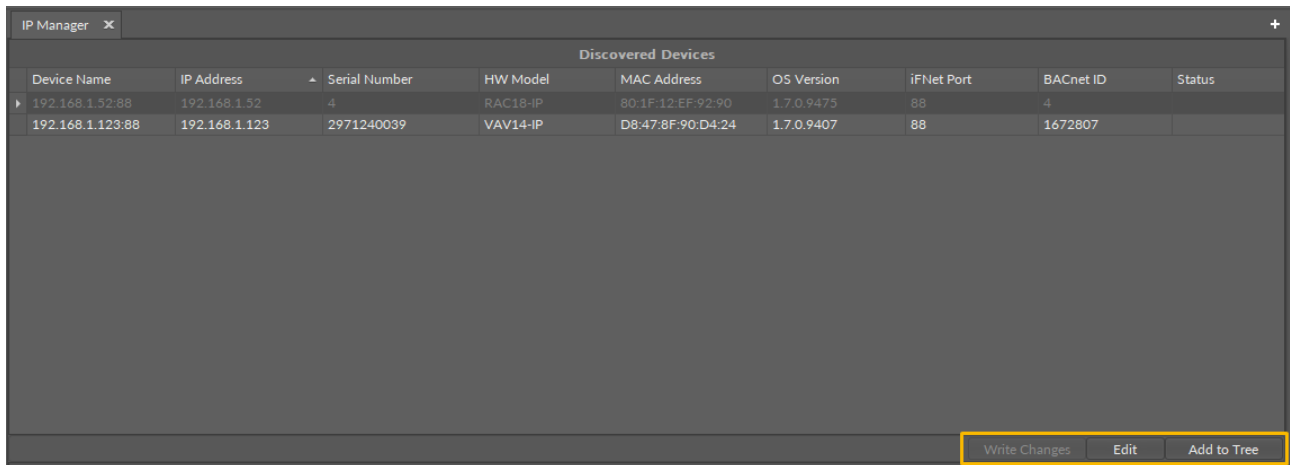 IP Manager x +
Discovered Devices
Device Name IP Address Serial Number HW Model MAC Address OS Version iFNet Port BACnet ID Status
192.168.1.52:88 192.168.1.52 4 RAC18-IP 80:1F:12:EF:92:90 1.7.0.9475 88 4
192.168.1.123:88 192.168.1.123 2971240039 VAV14-IP D8:47:8F:90:D4:24 1.7.0.9407 88 1672807
Write Changes Edit Add to Tree